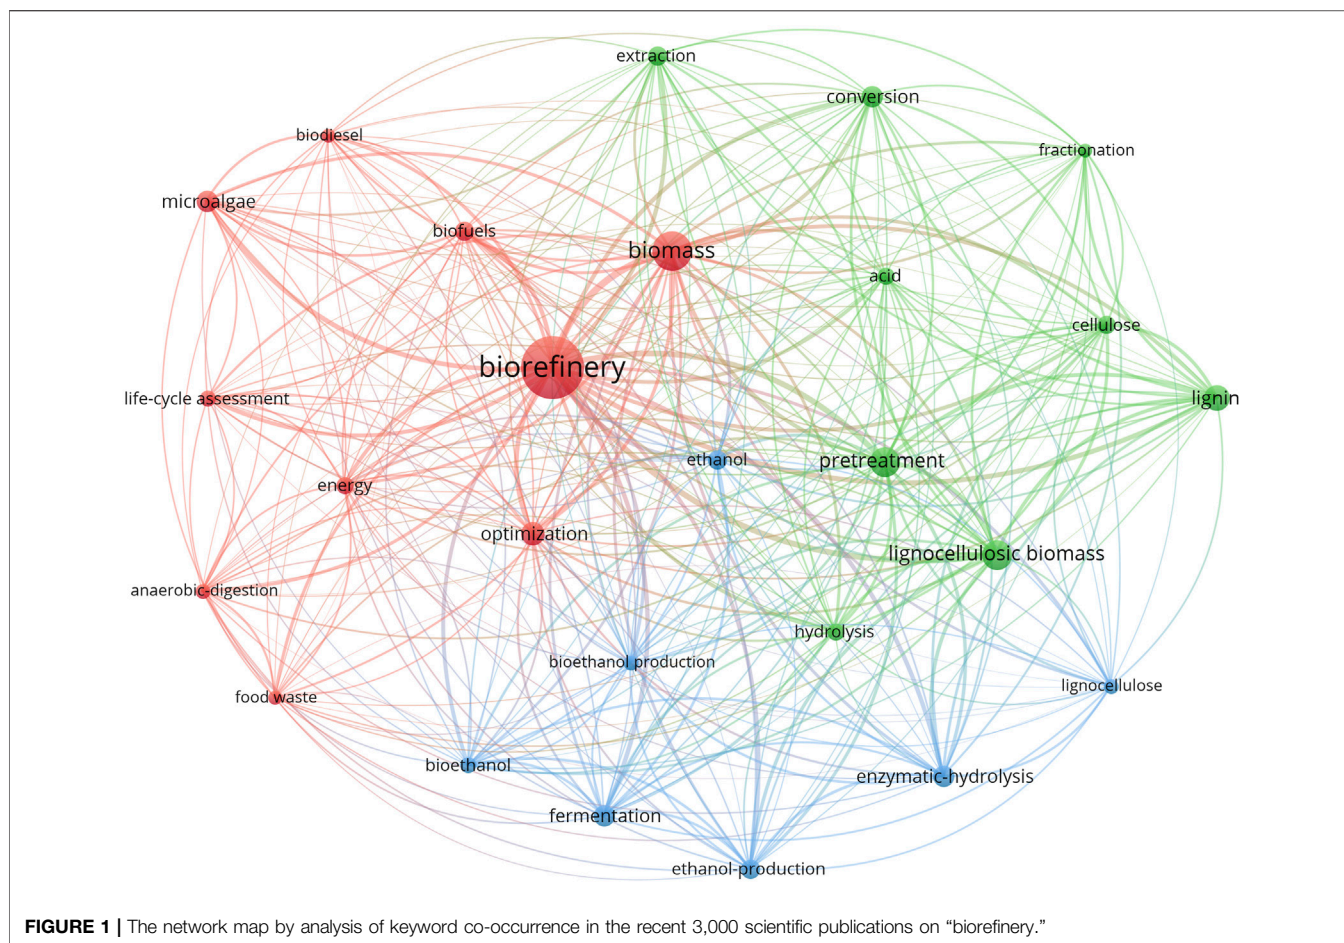 extraction
conversion
biodiesel
fractionation
microalgae
biofuels
biomass
acid
cellulose
biorefinery
life-cycle assessment
lignin
ethanol
pretreatment
energy
optimization
lignocellulosic biomass
anaerobic-digestion
hydrolysis
bioethanol production
lignocellulose
food waste
bioethanol
enzymatic-hydrolysis
fermentation
ethanol-production
FIGURE 1 | The network map by analysis of keyword co-occurrence in the recent 3,000 scientific publications on “biorefinery.”